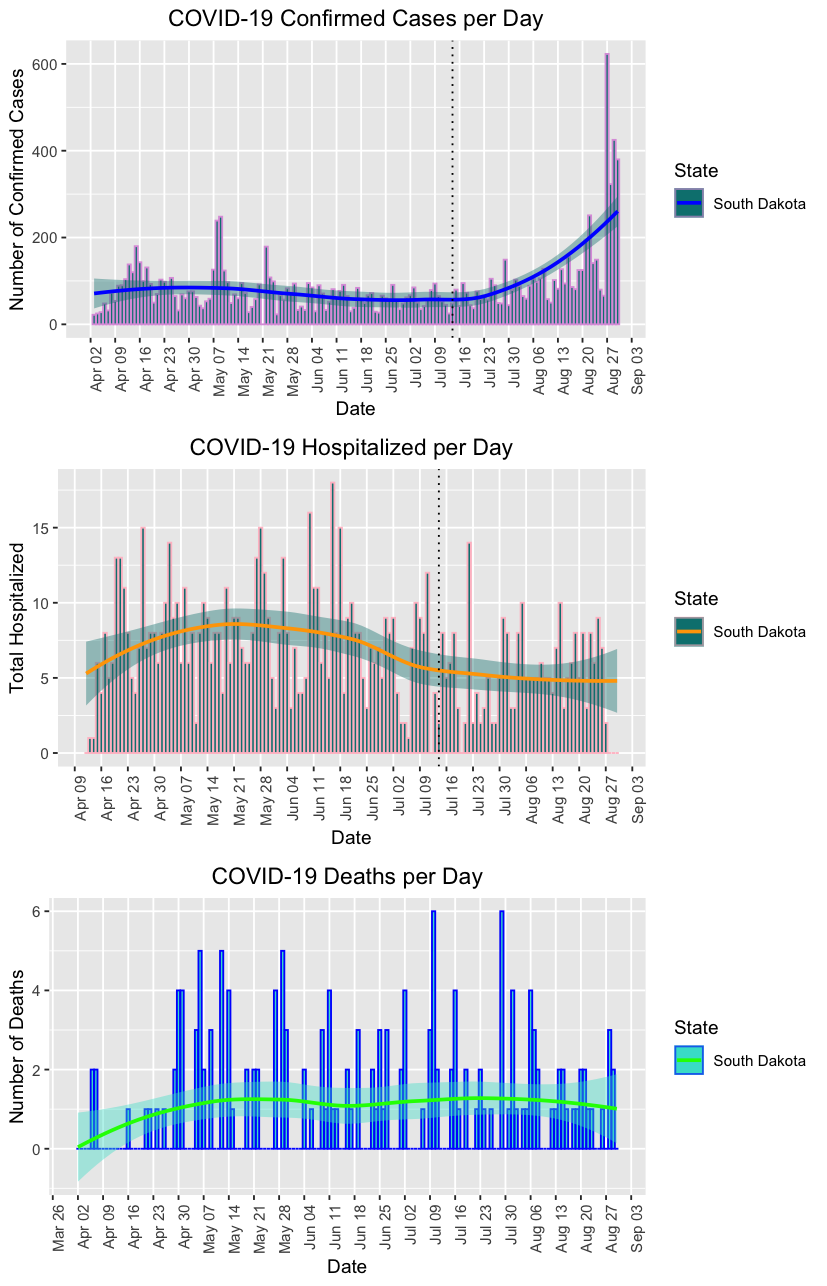 COVID-19 Confirmed Cases per Day
Number of Confirmed Cases
600
400
200
0
Apr 02
Apr 09
Apr 16
Apr 23
Apr 30
May 07
May 14
May 21
May 28
Jun 04
Jun 11
Jun 18
Jun 25
Jul 02
Jul 09
Jul 16
Jul 23
Jul 30
Aug 06
Aug 13
Aug 20
Aug 27
Sep 03
Date
State
South Dakota
COVID-19 Hospitalized per Day
Total Hospitalized
15
10
5
0
Apr 09
Apr 16
Apr 23
Apr 30
May 07
May 14
May 21
May 28
Jun 04
Jun 11
Jun 18
Jun 25
Jul 02
Jul 09
Jul 16
Jul 23
Jul 30
Aug 06
Aug 13
Aug 20
Aug 27
Sep 03
Date
State
South Dakota
COVID-19 Deaths per Day
Number of Deaths
6
4
2
0
Mar 26
Apr 02
Apr 09
Apr 16
Apr 23
Apr 30
May 07
May 14
May 21
May 28
Jun 04
Jun 11
Jun 18
Jun 25
Jul 02
Jul 09
Jul 16
Jul 23
Jul 30
Aug 06
Aug 13
Aug 20
Aug 27
Sep 03
Date
State
South Dakota